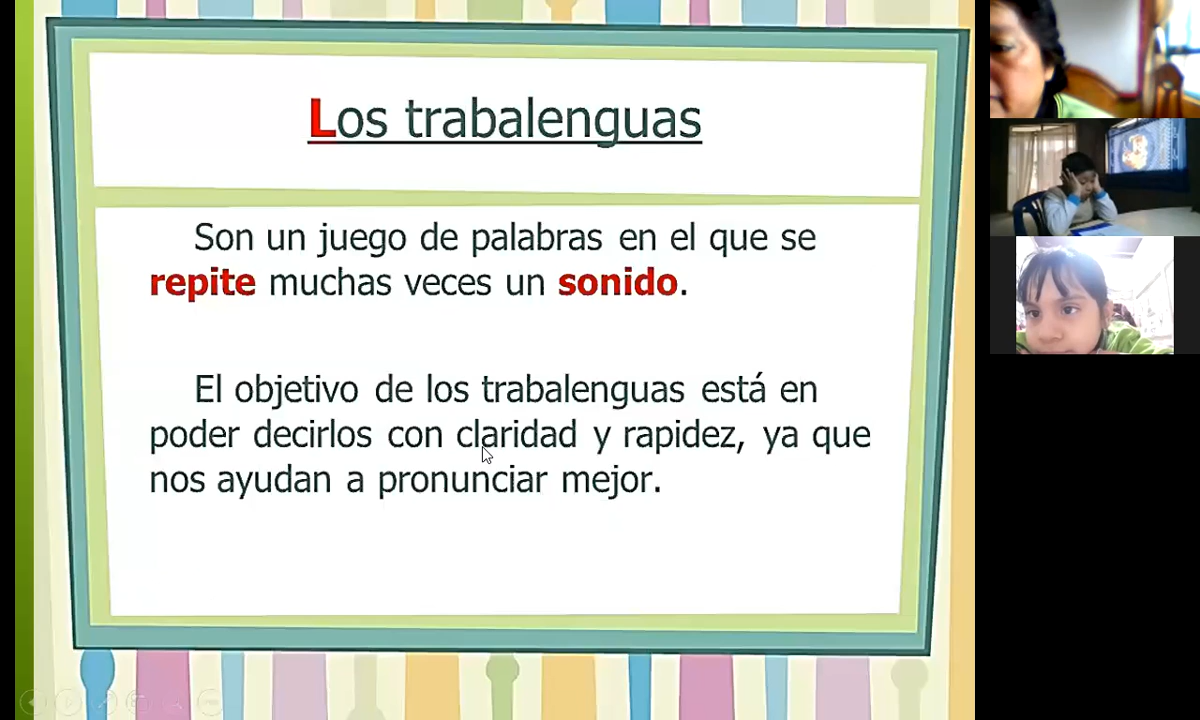 Los trabalenguas
Son un juego de palabras en el que se
repite muchas veces un sonido.
El objetivo de los trabalenguas está en
poder decirlos con claridad y rapidez, ya que
nos ayudan a pronunciar mejor.